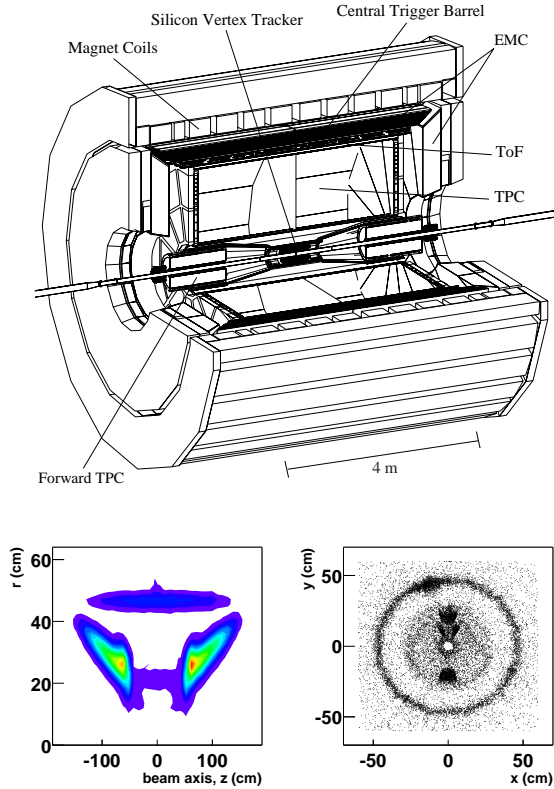 Silicon Vertex Tracker
Central Trigger Barrel
Magnet Coils
EMC
ToF
TPC
4 m
Forward TPC
r (cm)
60
40
20
0
-100
0
100
beam axis, z (cm)
y (cm)
50
0
-50
-50
0
50
x (cm)